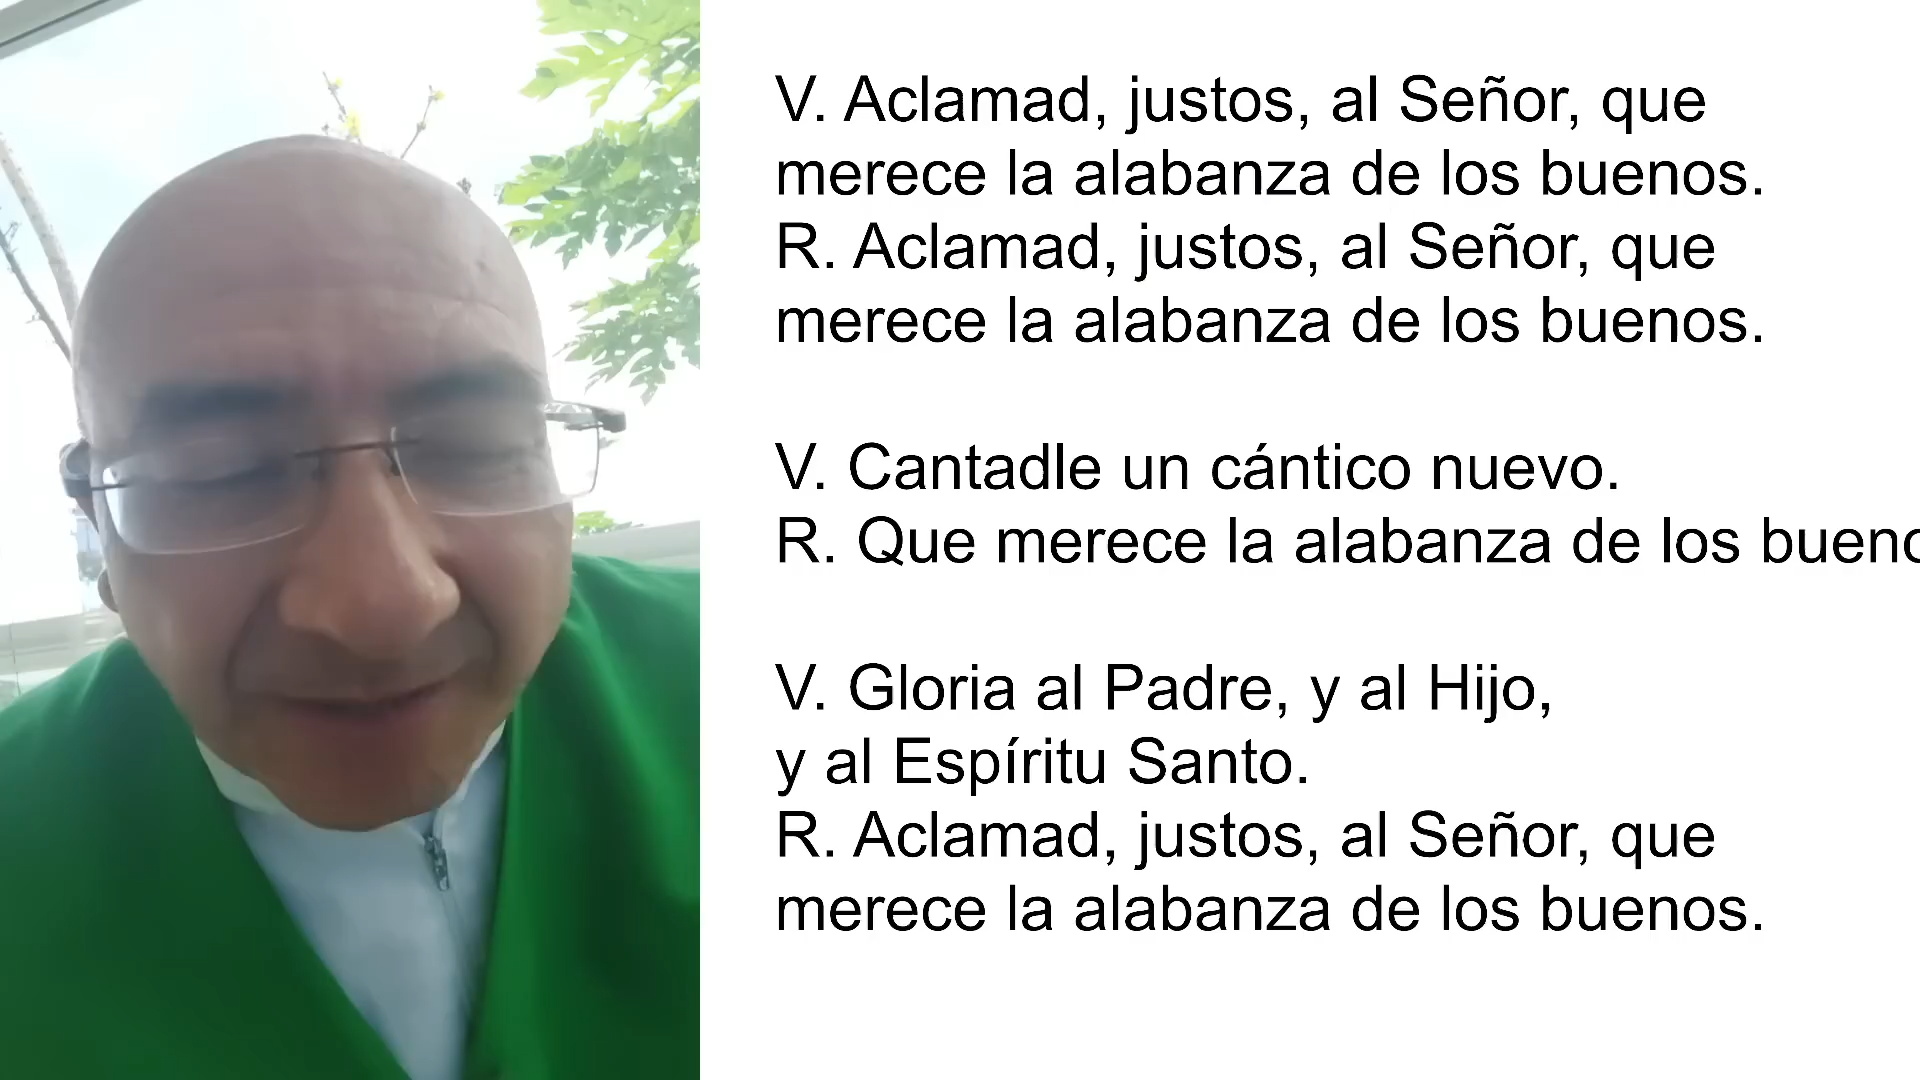 V. Aclamad, justos, al Señor, que
merece la alabanza de los buenos.
R. Aclamad, justos, al Señor, que
merece la alabanza de los buenos.
V. Cantadle un cántico nuevo.
R. Que merece la alabanza de los
V. Gloria al Padre, y al Hijo,
y al Espíritu Santo.
R. Aclamad, justos, al Señor, que
merece la alabanza de los buenos.